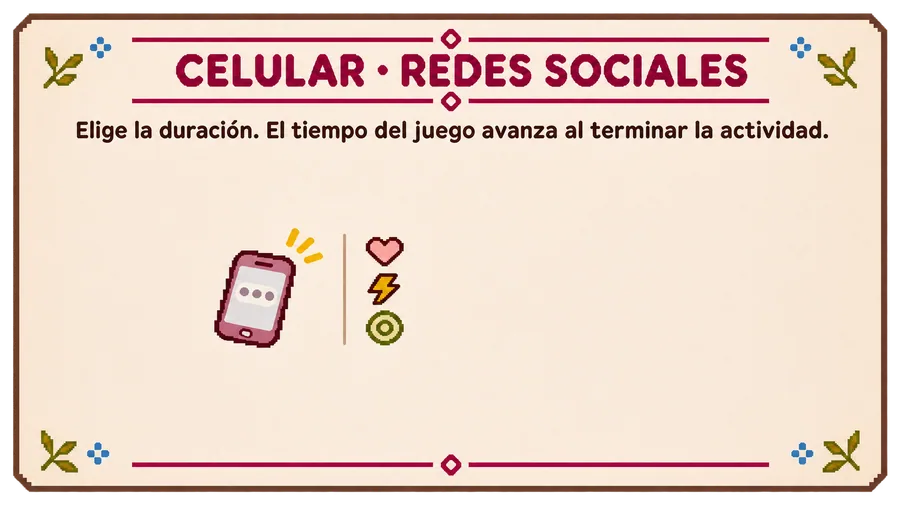 CELULAR • REDES SOCIALES
Elige la duración. El tiempo del juego avanza al terminar la actividad.